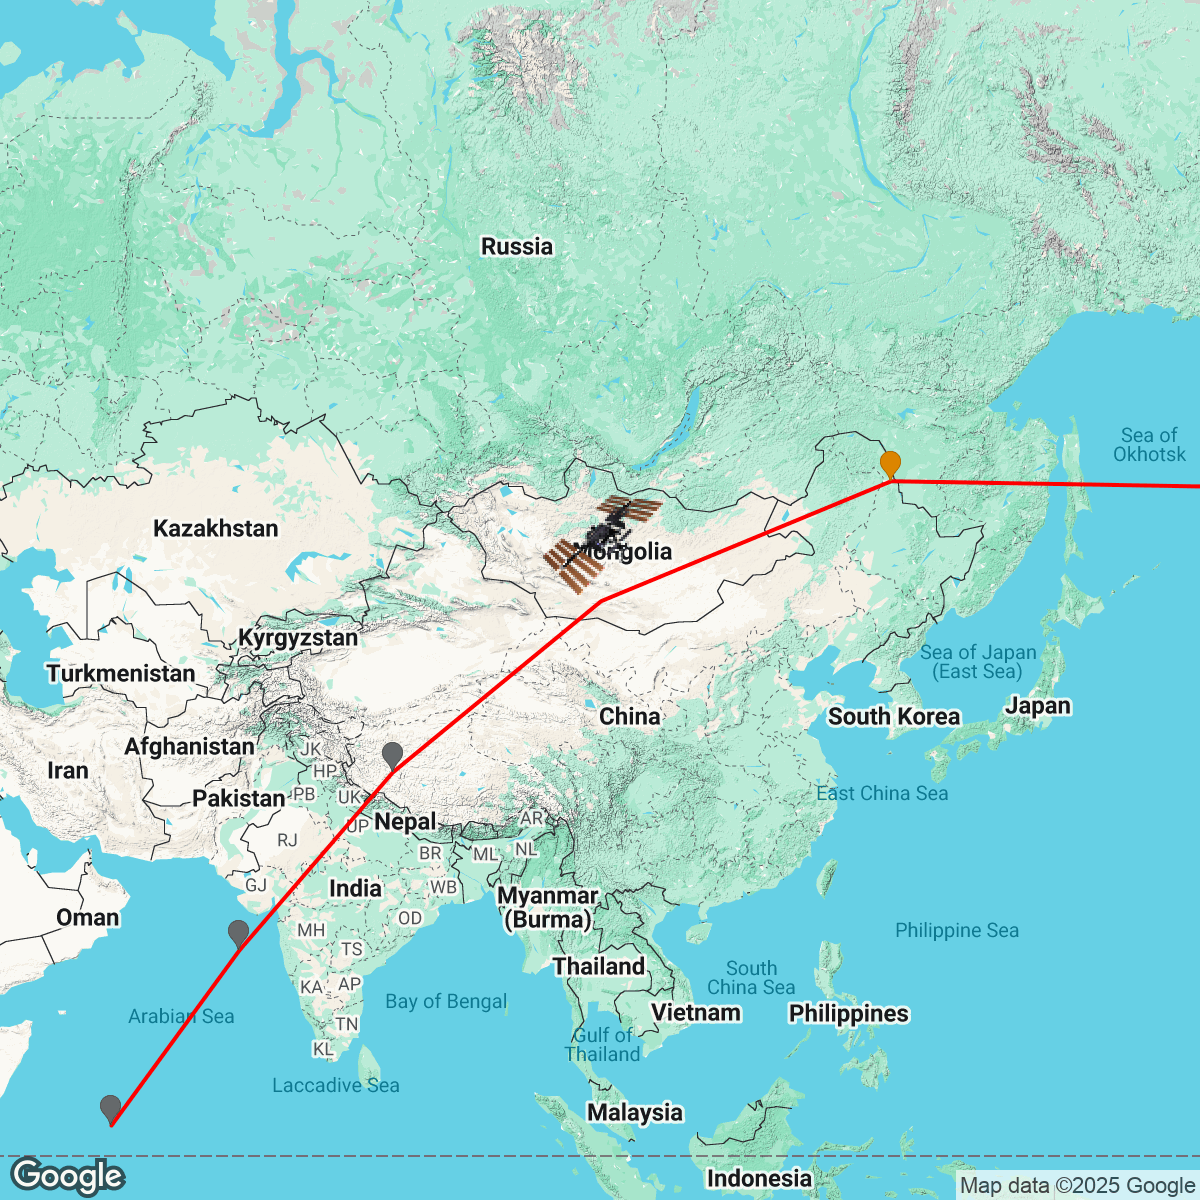 Russia
Sea of
Okhotsk
Kazakhstan
Mongolia
Kyrgyzstan
Turkmenistan
Sea of Japan
(East Sea)
China
South Korea
Japan
Afghanistan
JK
HP
Iran
PB
Pakistan
UK
East China Sea
Nepal
UP
AR
RJ
BR
ML
NL
GJ
India
WB
Myanmar
(Burma)
Oman
OD
MH
Philippine Sea
TS
Thailand
South
China Sea
KA
AP
Bay of Bengal
Arabian Sea
TN
Vietnam
Philippines
KL
Gulf of
Thailand
Laccadive Sea
Malaysia
Indonesia
Google
Map data ©2025 Google